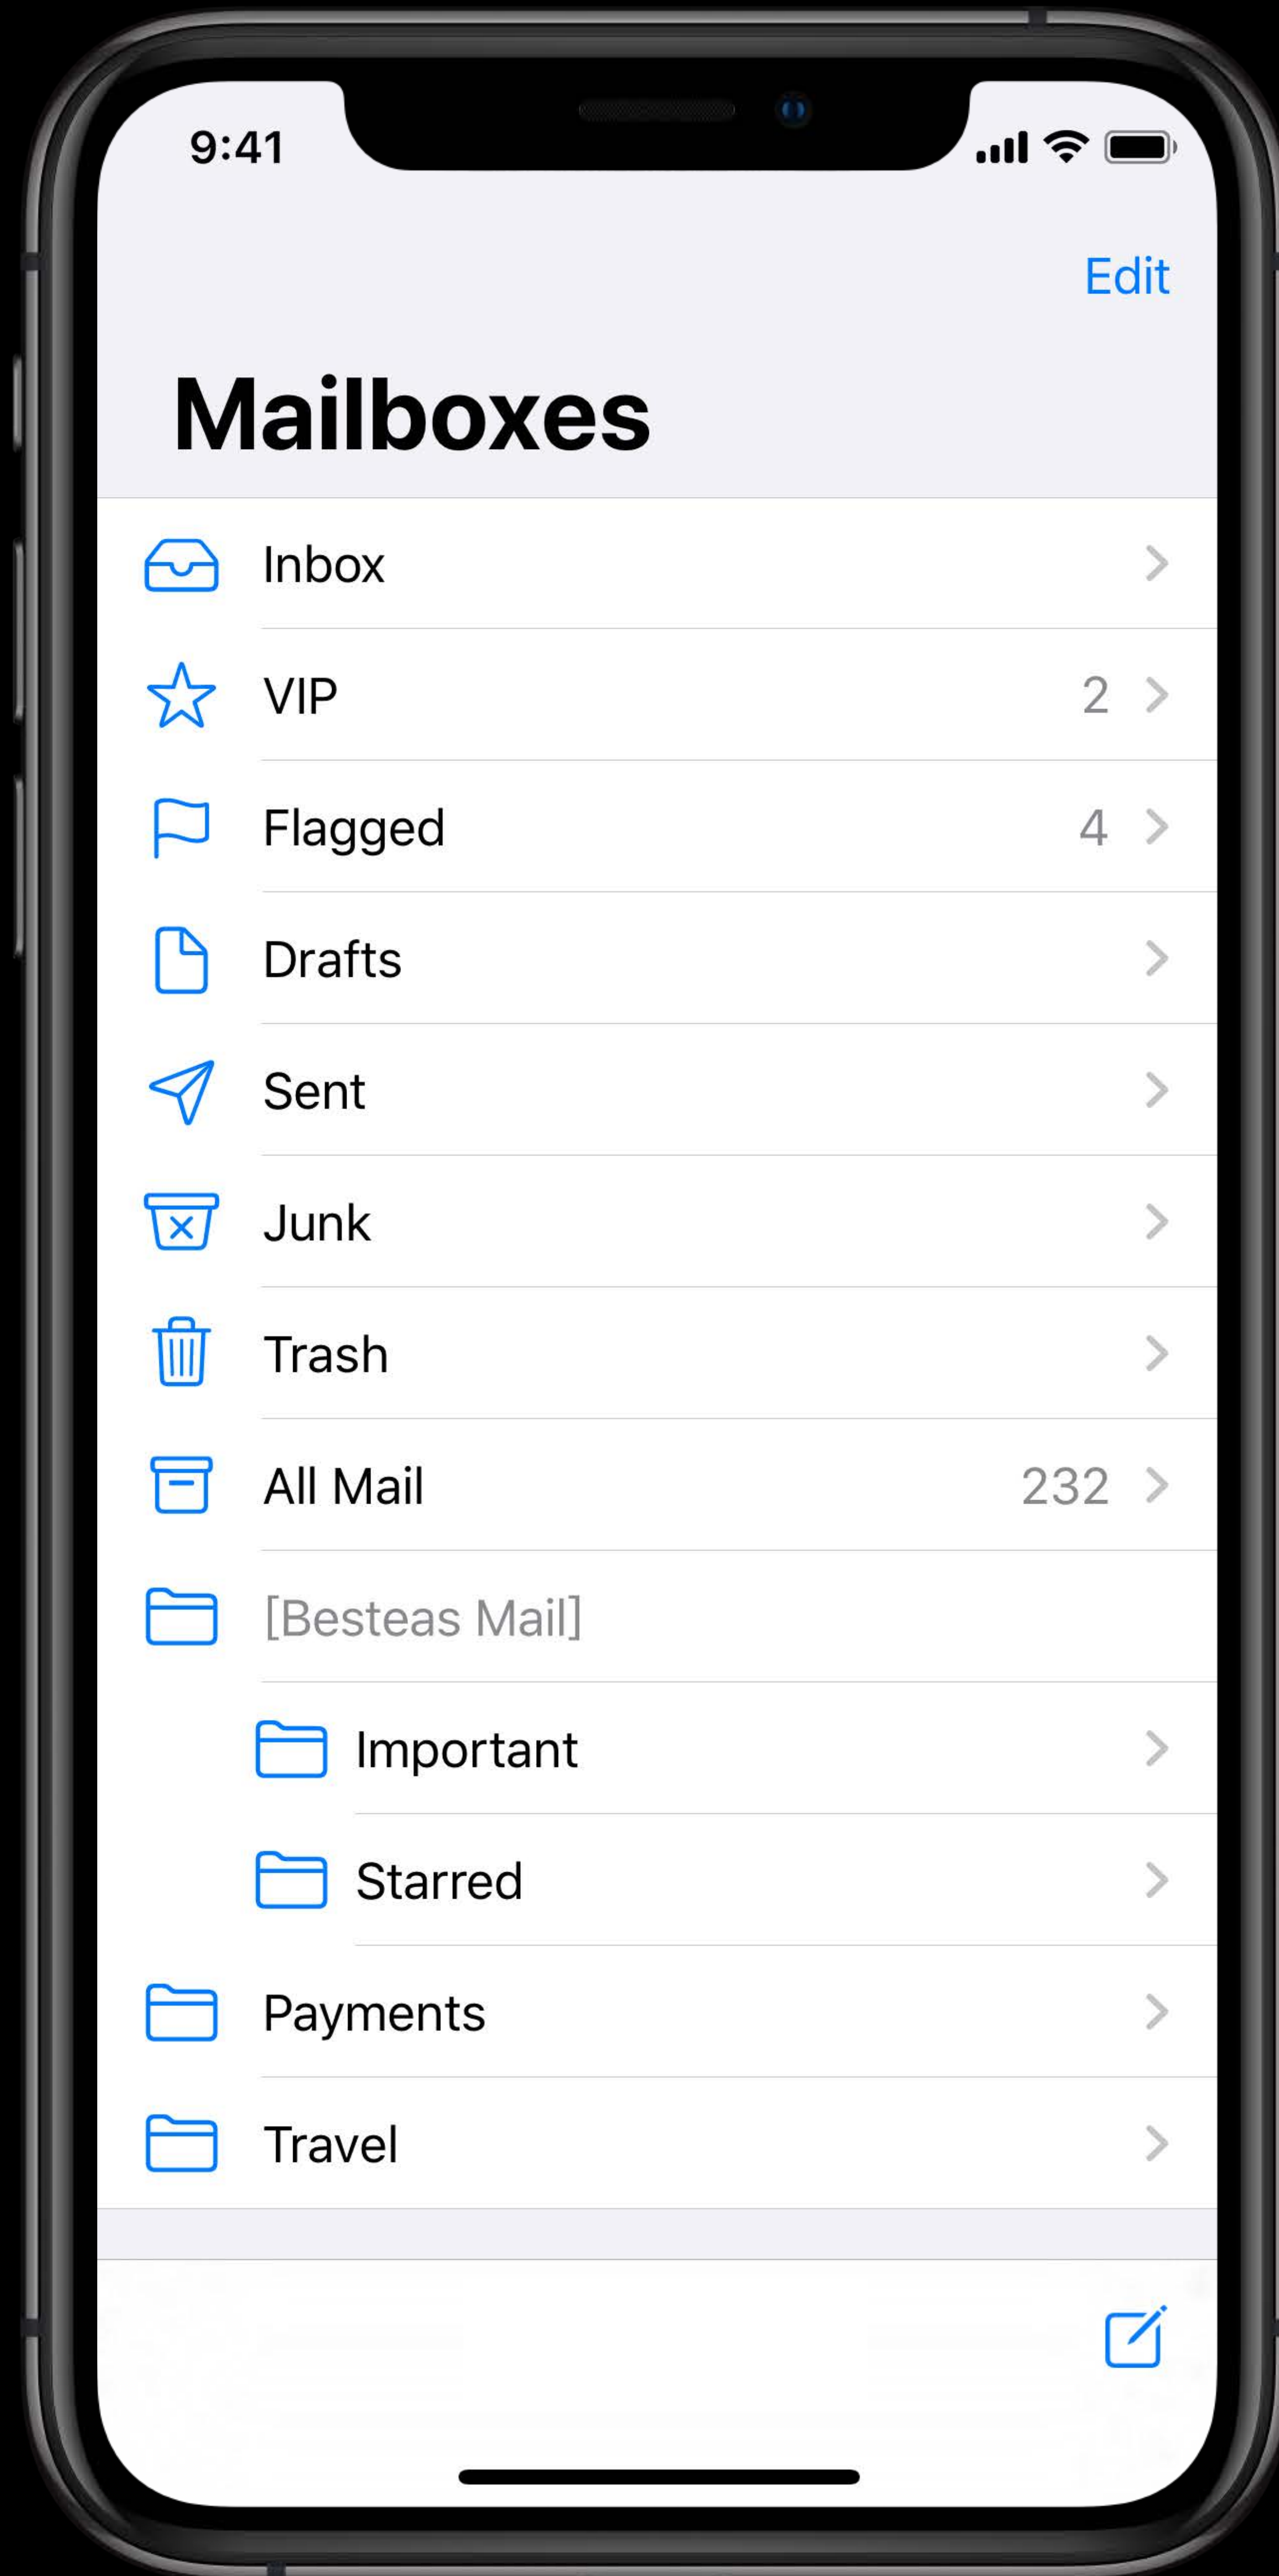 9:41
Edit
Mailboxes
Inbox
VIP 2
Flagged 4
Drafts
Sent
Junk
Trash
All Mail 232
[Besteas Mail]
Important
Starred
Payments
Travel